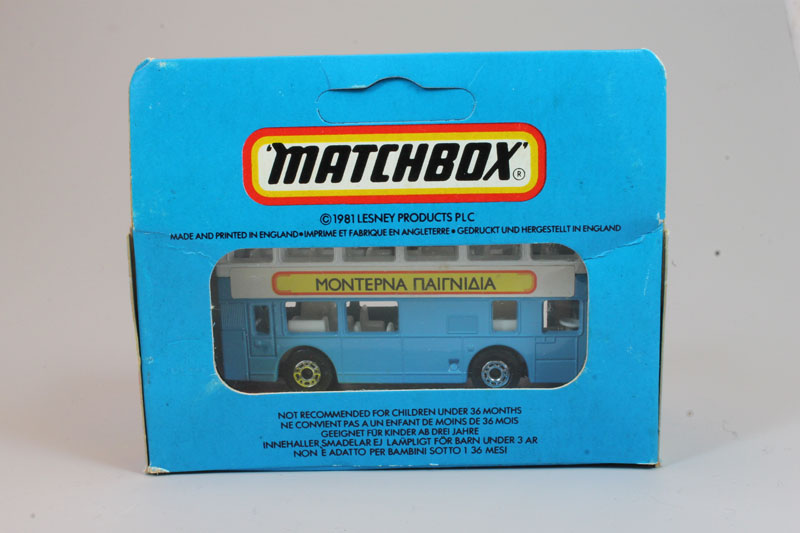 'MATCHBOX'®
©1981 LESNEY PRODUCTS PLC
MADE AND PRINTED IN ENGLAND•IMPRIME ET FABRIQUE EN ANGLETERRE•GEDRUCKT UND HERGESTELLT IN ENGLAND
ΜΟΝΤΕΡΝΑ ΠΑΙΓΝΙΔΙΑ
NOT RECOMMENDED FOR CHILDREN UNDER 36 MONTHS
NE CONVIENT PAS A UN ENFANT DE MOINS DE 36 MOIS
GEEIGNET FÜR KINDER AB DREI JAHRE
INNEHALLER SMADELAR EJ LAMPLIGT FÖR BARN UNDER 3 AR
NON E ADATTO PER BAMBINI SOTTO I 36 MESI